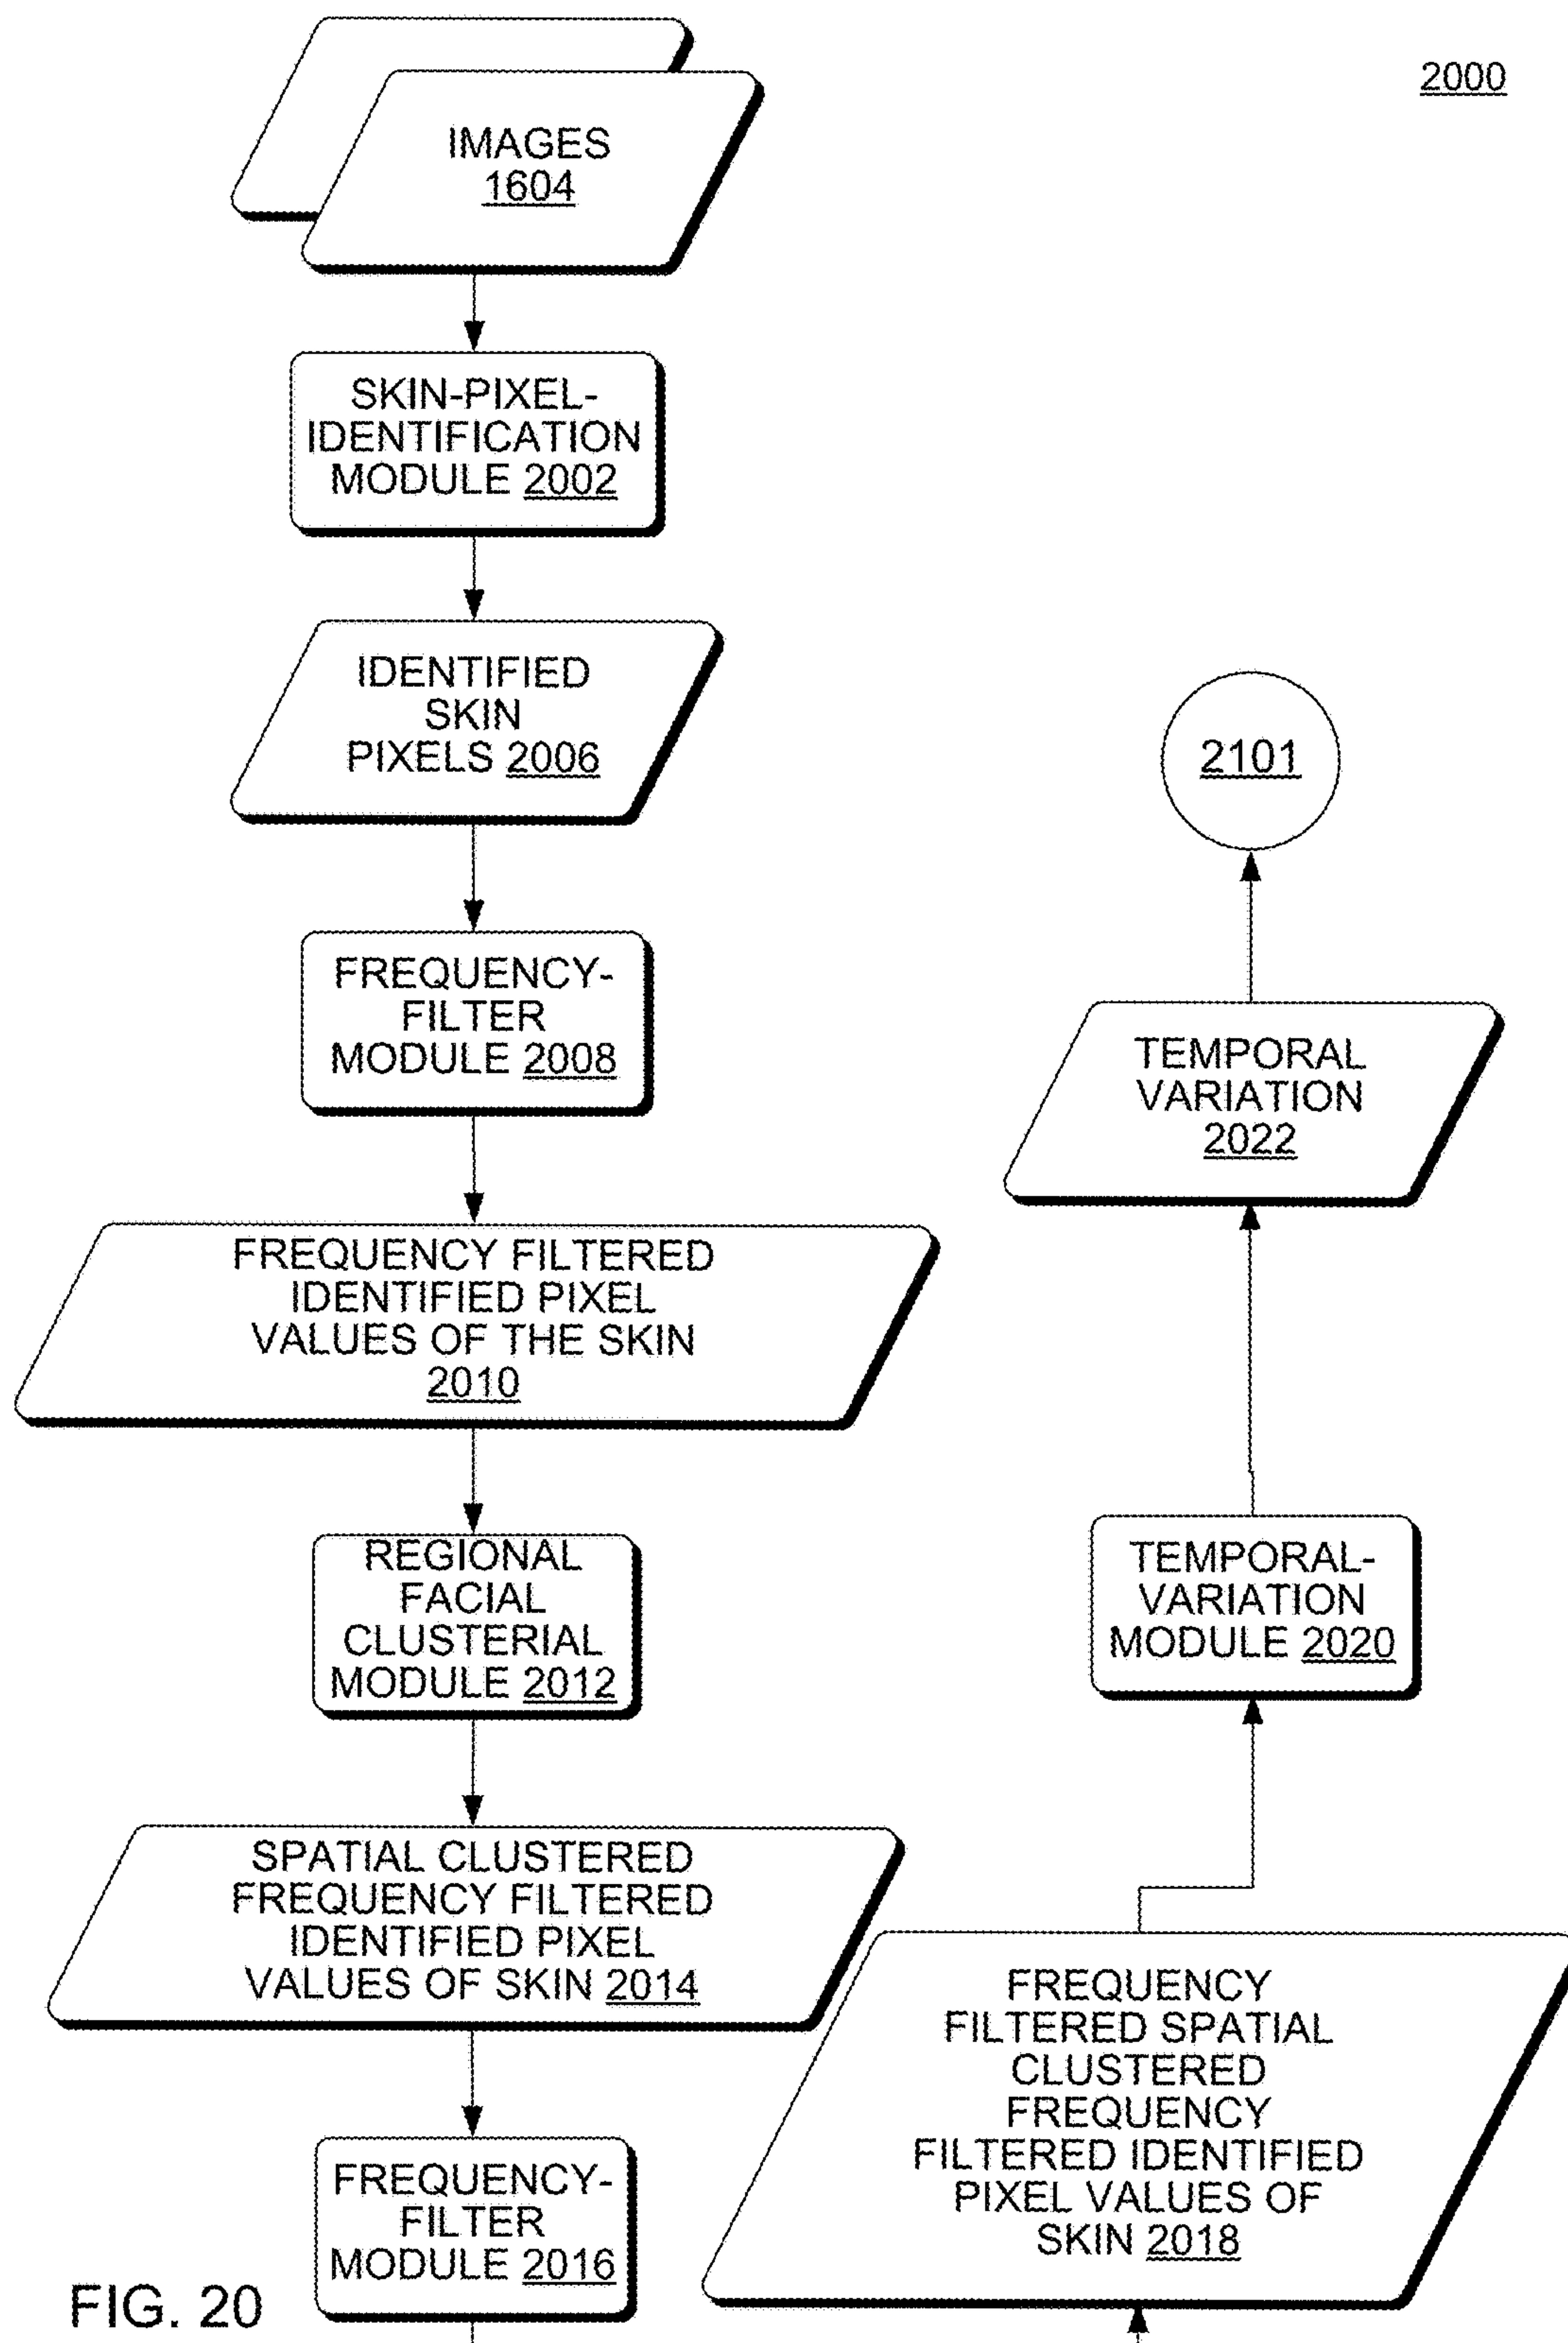 2000
IMAGES
1604
SKIN-PIXEL-
IDENTIFICATION
MODULE 2002
IDENTIFIED
SKIN
PIXELS 2006
FREQUENCY-
FILTER
MODULE 2008
FREQUENCY FILTERED
IDENTIFIED PIXEL
VALUES OF THE SKIN
2010
REGIONAL
FACIAL
CLUSTERIAL
MODULE 2012
SPATIAL CLUSTERED
FREQUENCY FILTERED
IDENTIFIED PIXEL
VALUES OF SKIN 2014
FREQUENCY-
FILTER
MODULE 2016
FREQUENCY
FILTERED SPATIAL
CLUSTERED
FREQUENCY
FILTERED IDENTIFIED
PIXEL VALUES OF
SKIN 2018
TEMPORAL-
VARIATION
MODULE 2020
TEMPORAL
VARIATION
2022
2101
FIG. 20